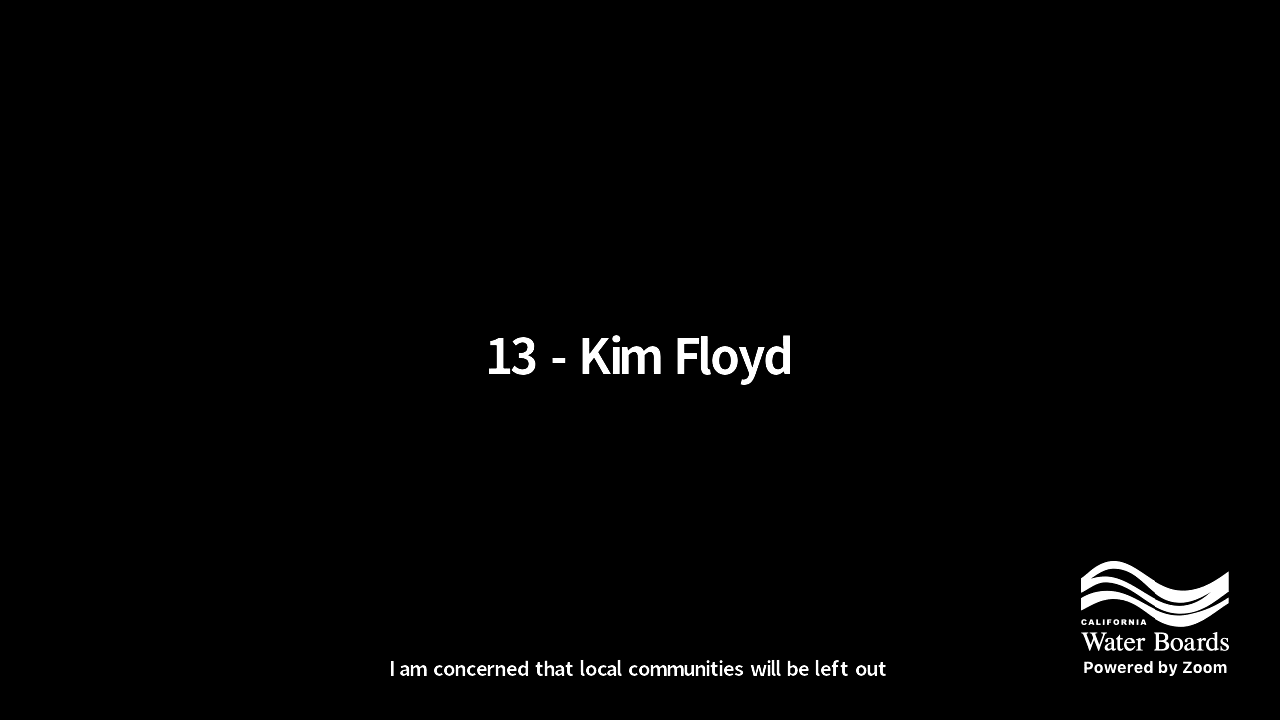 13 - Kim Floyd
CALIFORNIA
Water Boards
I am concerned that local communities will be left out
Powered by Zoom